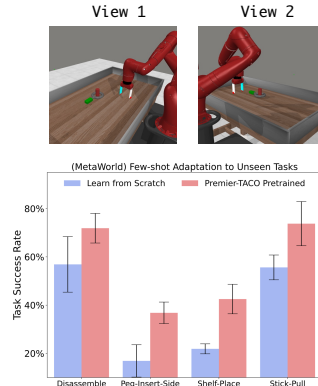 View 1 View 2
(MetaWorld) Few-shot Adaptation to Unseen Tasks
Learn from Scratch Premier-TACO Pretrained
Task Success Rate
80%
60%
40%
20%
Disassemble Peg-Insert-Side Shelf-Place Stick-Pull